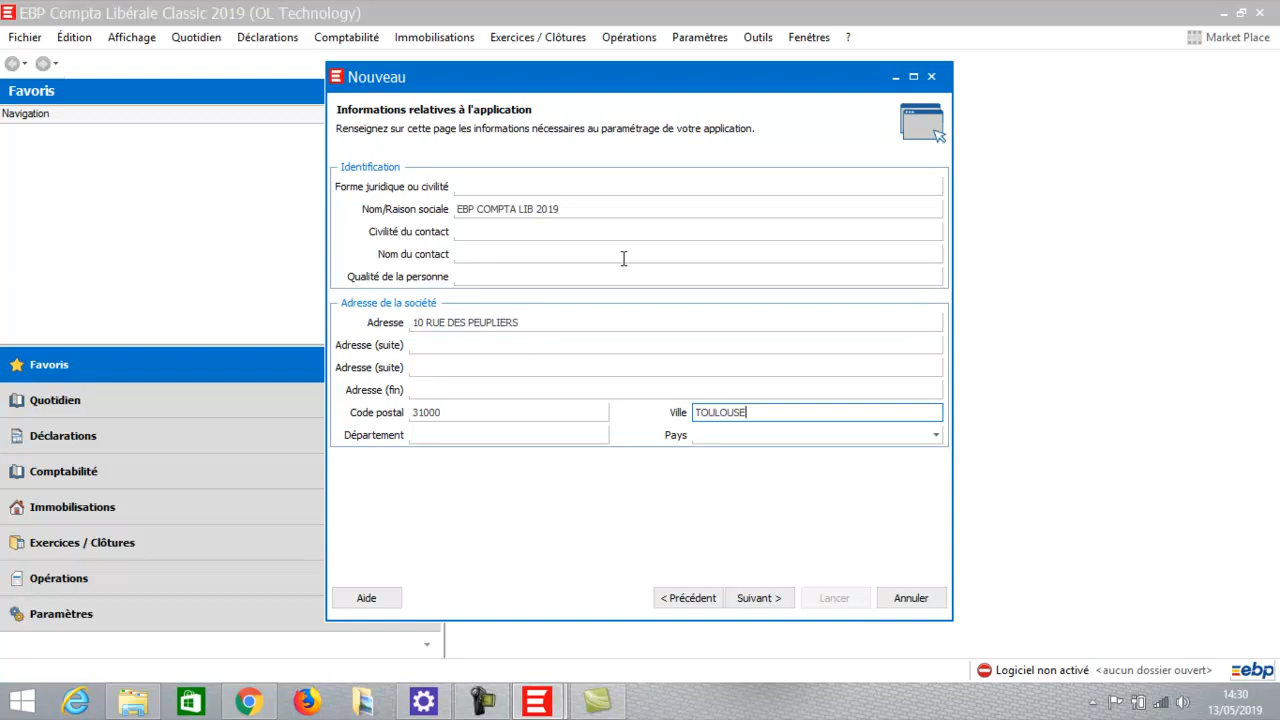 EBP Compta Libérale Classic 2019 (OL Technology)
Fichier Édition Affichage Quotidien Déclarations Comptabilité Immobilisations Exercices / Clôtures Opérations Paramètres Outils Fenêtres ? Market Place
Favoris
Navigation
Favoris
Quotidien
Déclarations
Comptabilité
Immobilisations
Exercices / Clôtures
Opérations
Paramètres
Nouveau
Informations relatives à l'application
Renseignez sur cette page les informations nécessaires au paramétrage de votre application.
Identification
Forme juridique ou civilité
Nom/Raison sociale EBP COMPTA LIB 2019
Civilité du contact
Nom du contact
Qualité de la personne
Adresse de la société
Adresse 10 RUE DES PEUPLIERS
Adresse (suite)
Adresse (suite)
Adresse (fin)
Code postal 31000 Ville TOULOUSE
Département Pays
Aide < Précédent Suivant > Lancer Annuler
Logiciel non activé <aucun dossier ouvert> ebp
14:30
13/05/2019